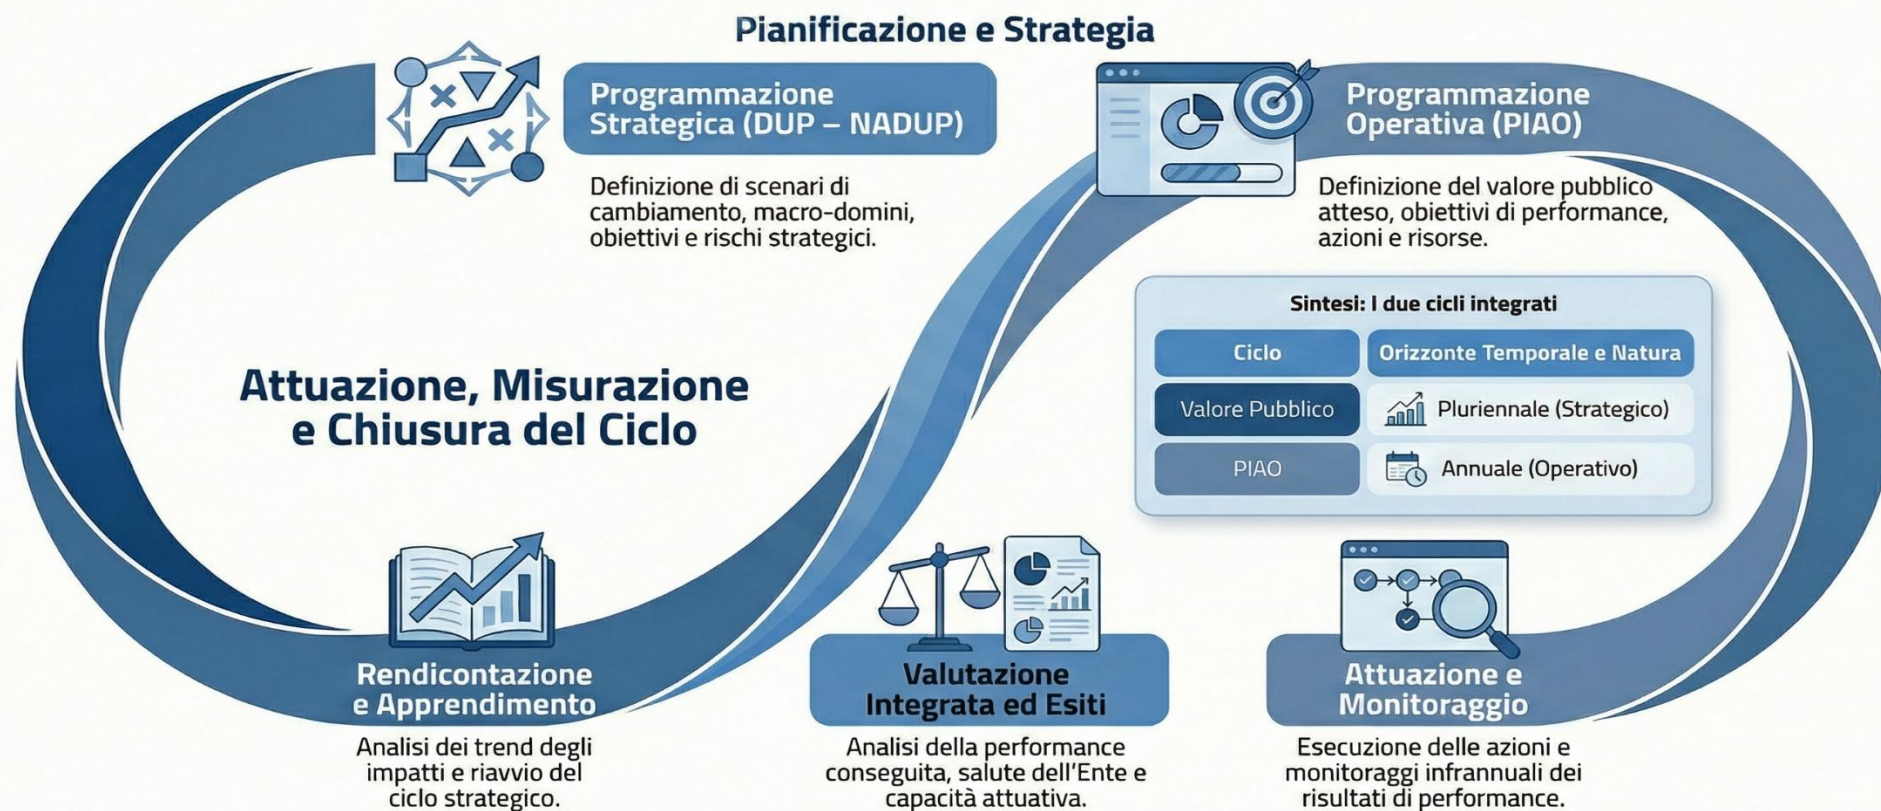 Pianificazione e Strategia
Programmazione
Strategica (DUP – NADUP)
Definizione di scenari di
cambiamento, macro-domini,
obiettivi e rischi strategici.
Programmazione
Operativa (PIAO)
Definizione del valore pubblico
atteso, obiettivi di performance,
azioni e risorse.
Sintesi: I due cicli integrati
Ciclo
Orizzonte Temporale e Natura
Valore Pubblico
Pluriennale (Strategico)
PIAO
Annuale (Operativo)
Attuazione, Misurazione
e Chiusura del Ciclo
Rendicontazione
e Apprendimento
Analisi dei trend degli
impatti e riavvio del
ciclo strategico.
Valutazione
Integrata ed Esiti
Analisi della performance
conseguita, salute dell'Ente e
capacità attuativa.
Attuazione e
Monitoraggio
Esecuzione delle azioni e
monitoraggi infrannuali dei
risultati di performance.